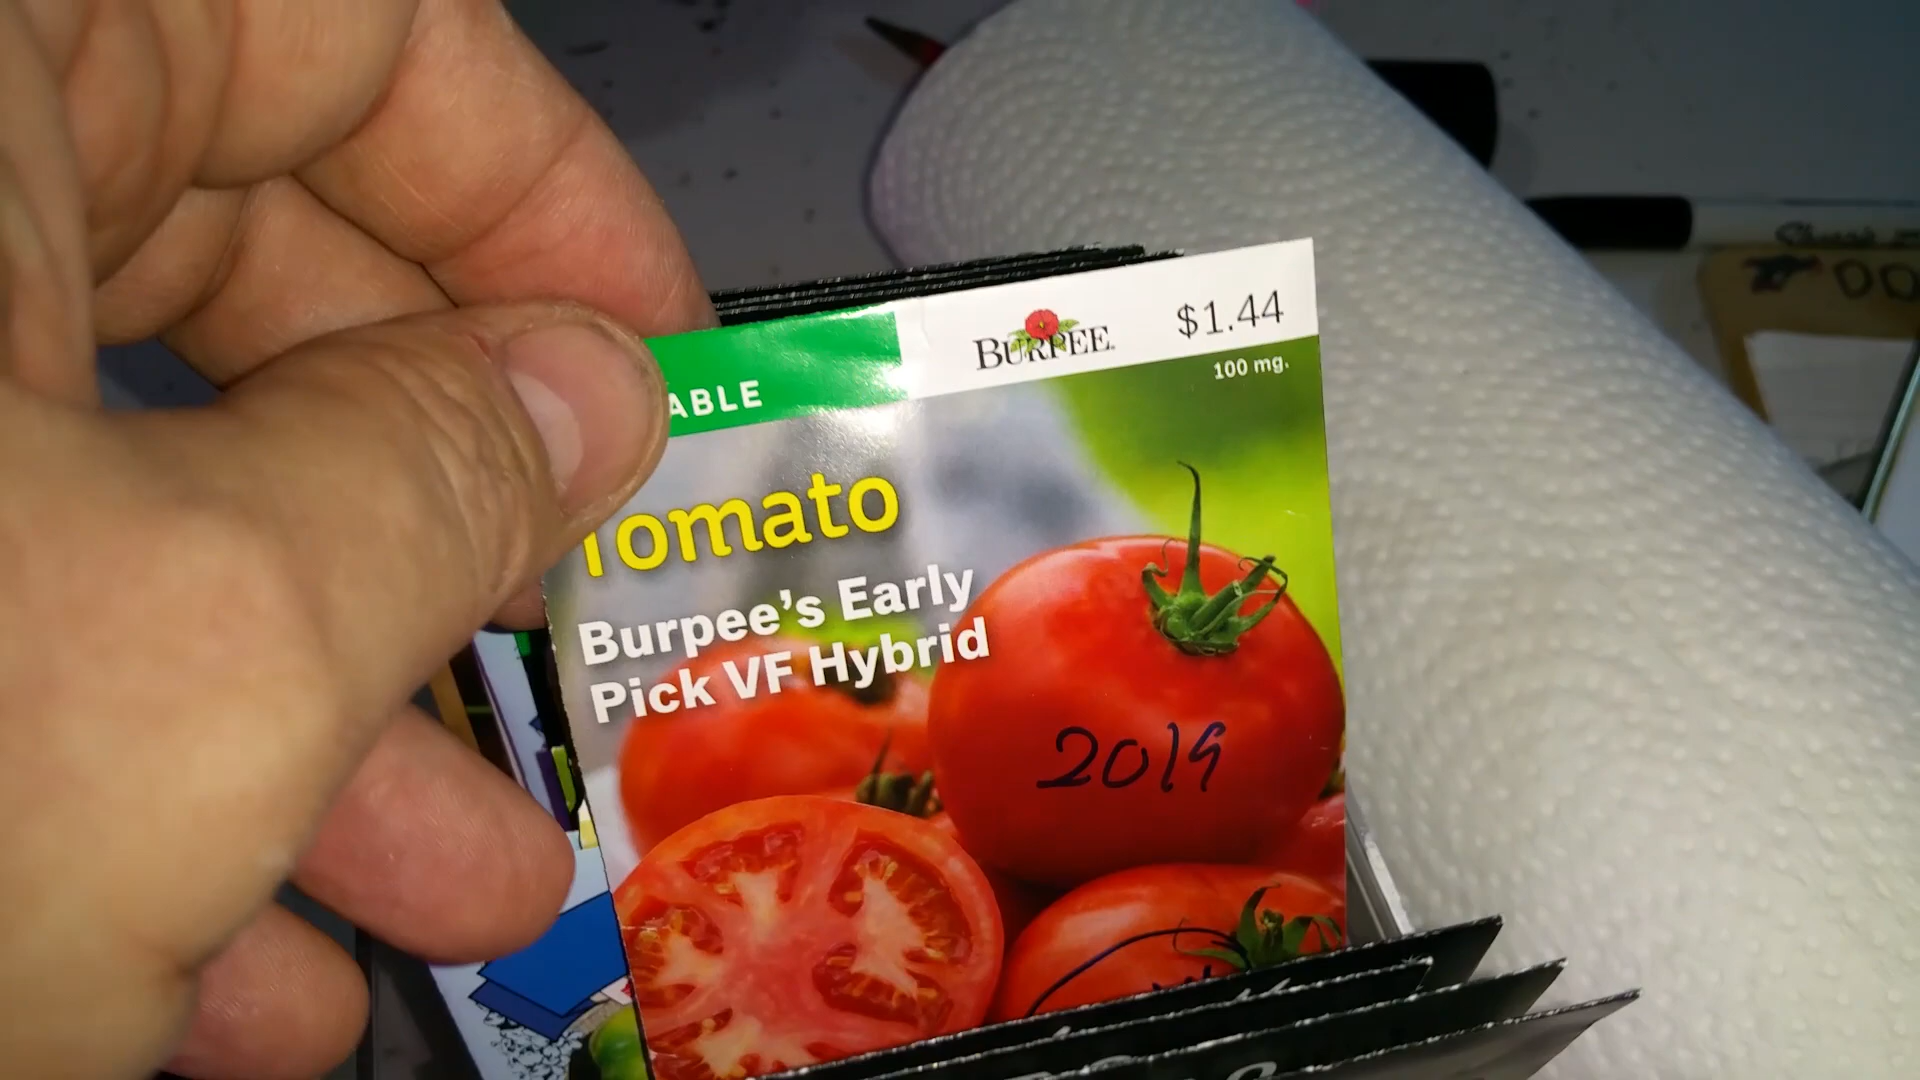 BURPEE
$1.44
100 mg.
ABLE
Tomato
Burpee's Early
Pick VF Hybrid
2019